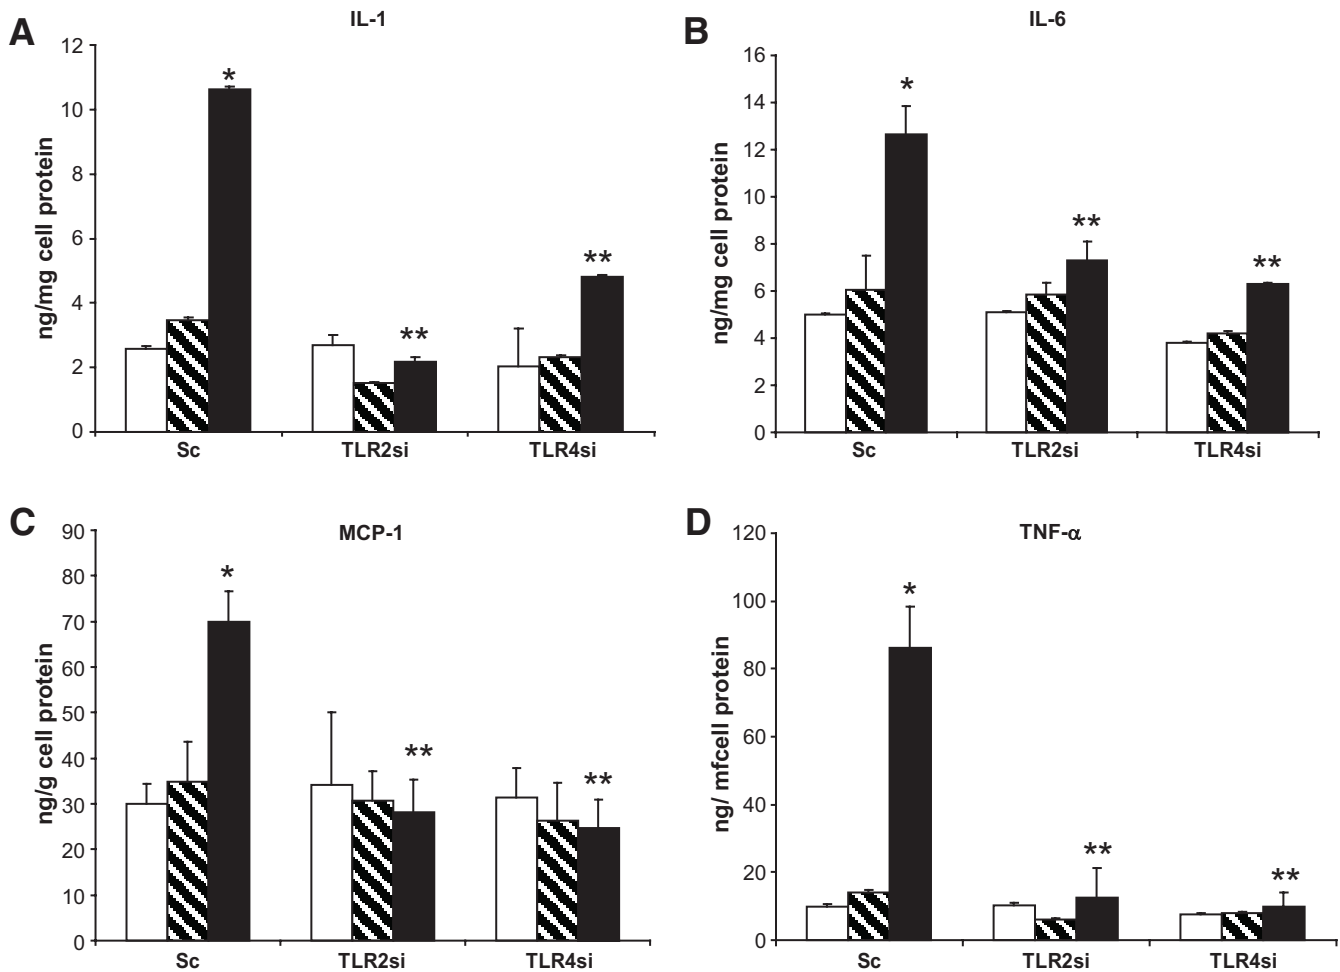 A
IL-1
ng/mg cell protein
12
10
8
6
4
2
0
*
**
**
Sc
TLR2si
TLR4si
B
IL-6
ng/mg cell protein
16
14
12
10
8
6
4
2
0
*
**
**
Sc
TLR2si
TLR4si
C
MCP-1
ng/g cell protein
90
80
70
60
50
40
30
20
10
0
*
**
**
Sc
TLR2si
TLR4si
D
TNF-α
ng/ mfcell protein
120
100
80
60
40
20
0
*
**
**
Sc
TLR2si
TLR4si